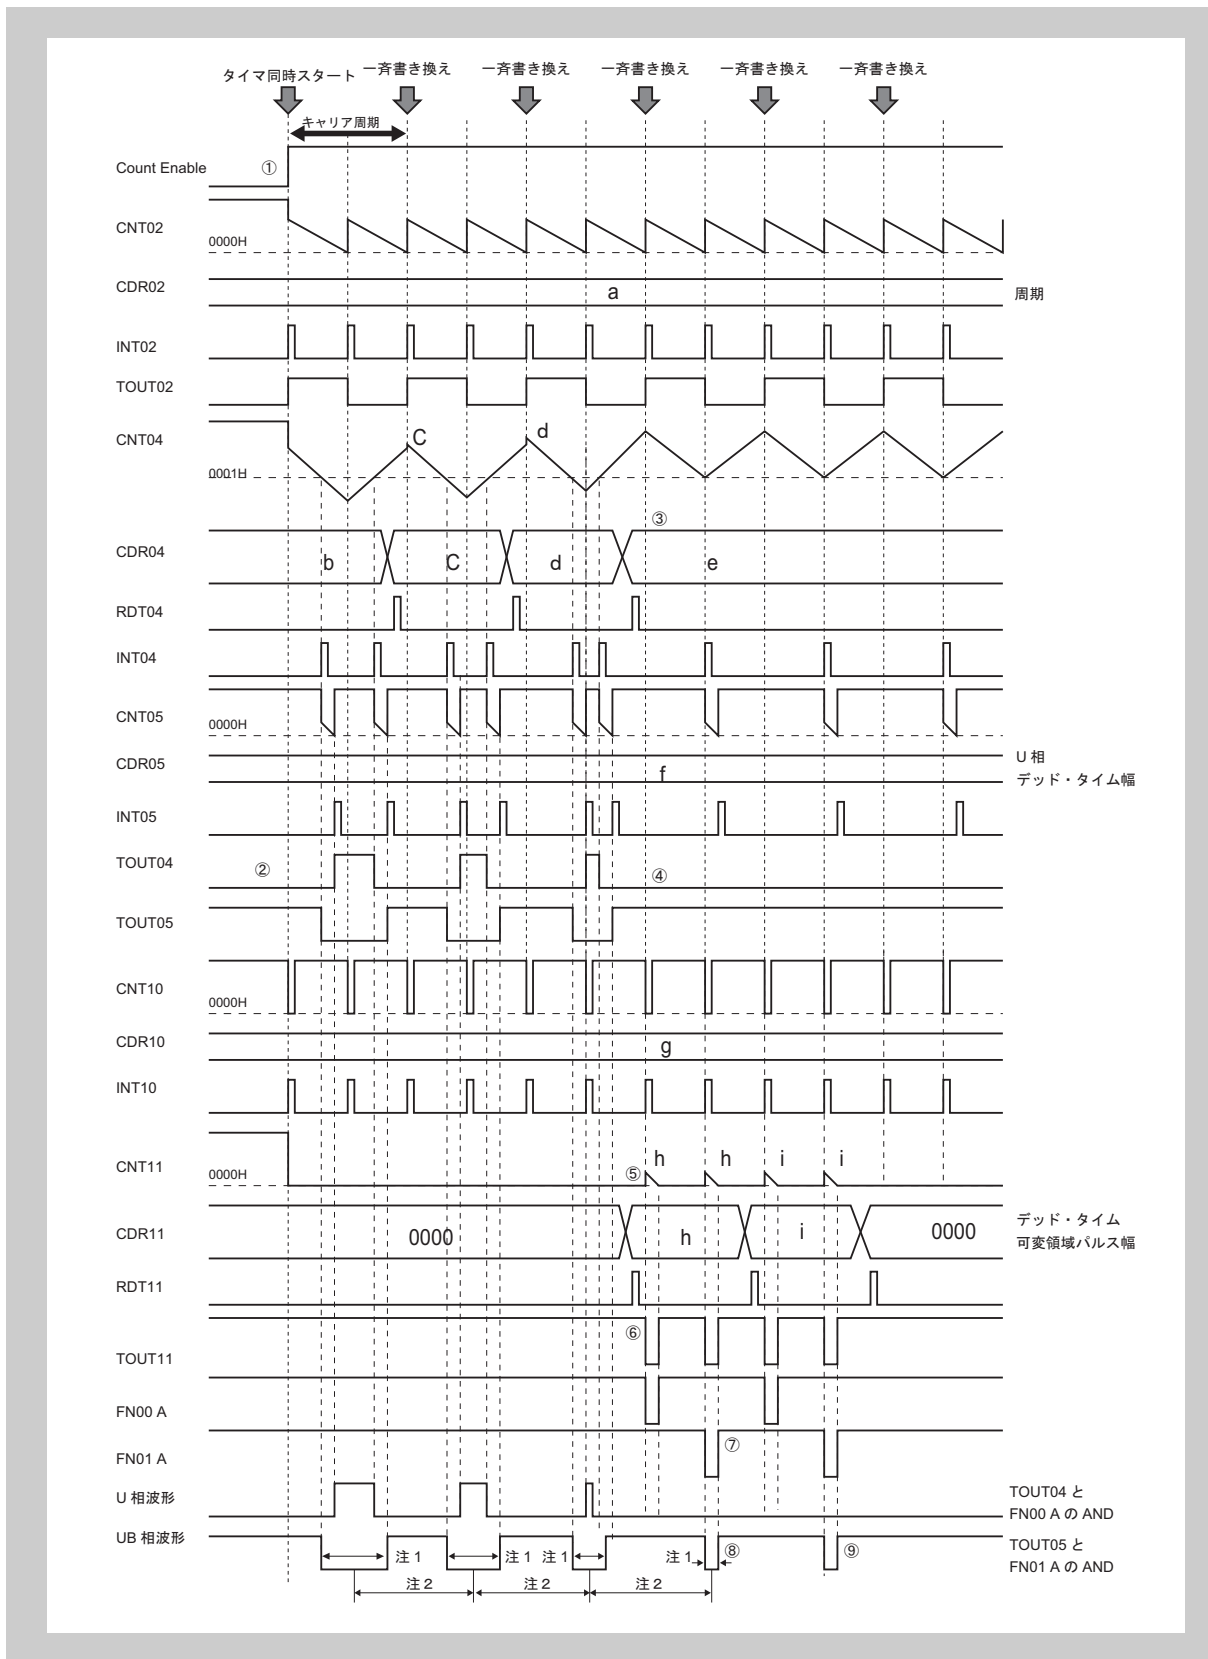 タイマ同時スタート 一斉書き換え 一斉書き換え 一斉書き換え 一斉書き換え 一斉書き換え
キャリア周期
Count Enable ①
CNT02
0000H
CDR02 a 周期
INT02
TOUT02
CNT04 C d
0001H
③
CDR04 b C d e
RDT04
INT04
CNT05
0000H
CDR05 f U 相
デッド・タイム幅
INT05
TOUT04 ② ④
TOUT05
CNT10
0000H
CDR10 g
INT10
CNT11 ⑤ h h i i
0000H
CDR11 0000 h i 0000 デッド・タイム
可変領域パルス幅
RDT11
⑥
TOUT11
FN00 A
⑦
FN01 A
U 相波形 TOUT04 と
FN00 A の AND
UB 相波形 TOUT05 と
FN01 A の AND
注 1 注 1 注 1 注 1 ⑧ ⑨
注 2 注 2 注 2